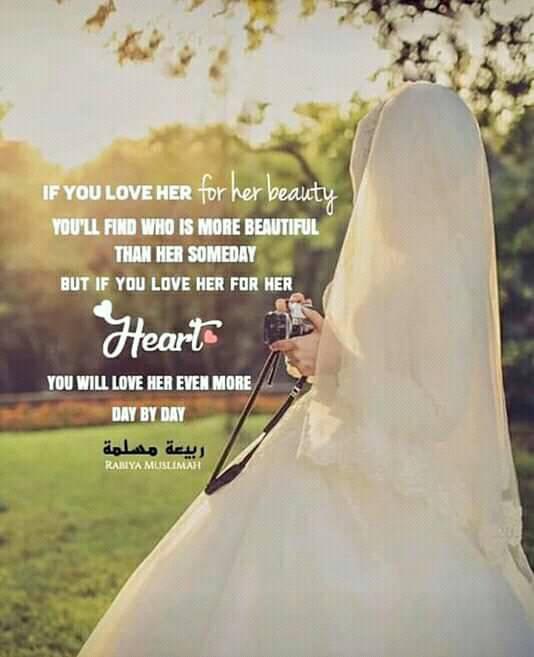 IF YOU LOVE HER for her beauty
YOU'LL FIND WHO IS MORE BEAUTIFUL
THAN HER SOMEDAY
BUT IF YOU LOVE HER FOR HER
Heart
YOU WILL LOVE HER EVEN MORE
DAY BY DAY
ربيعة مسلمة
RABIYA MUSLIMAH